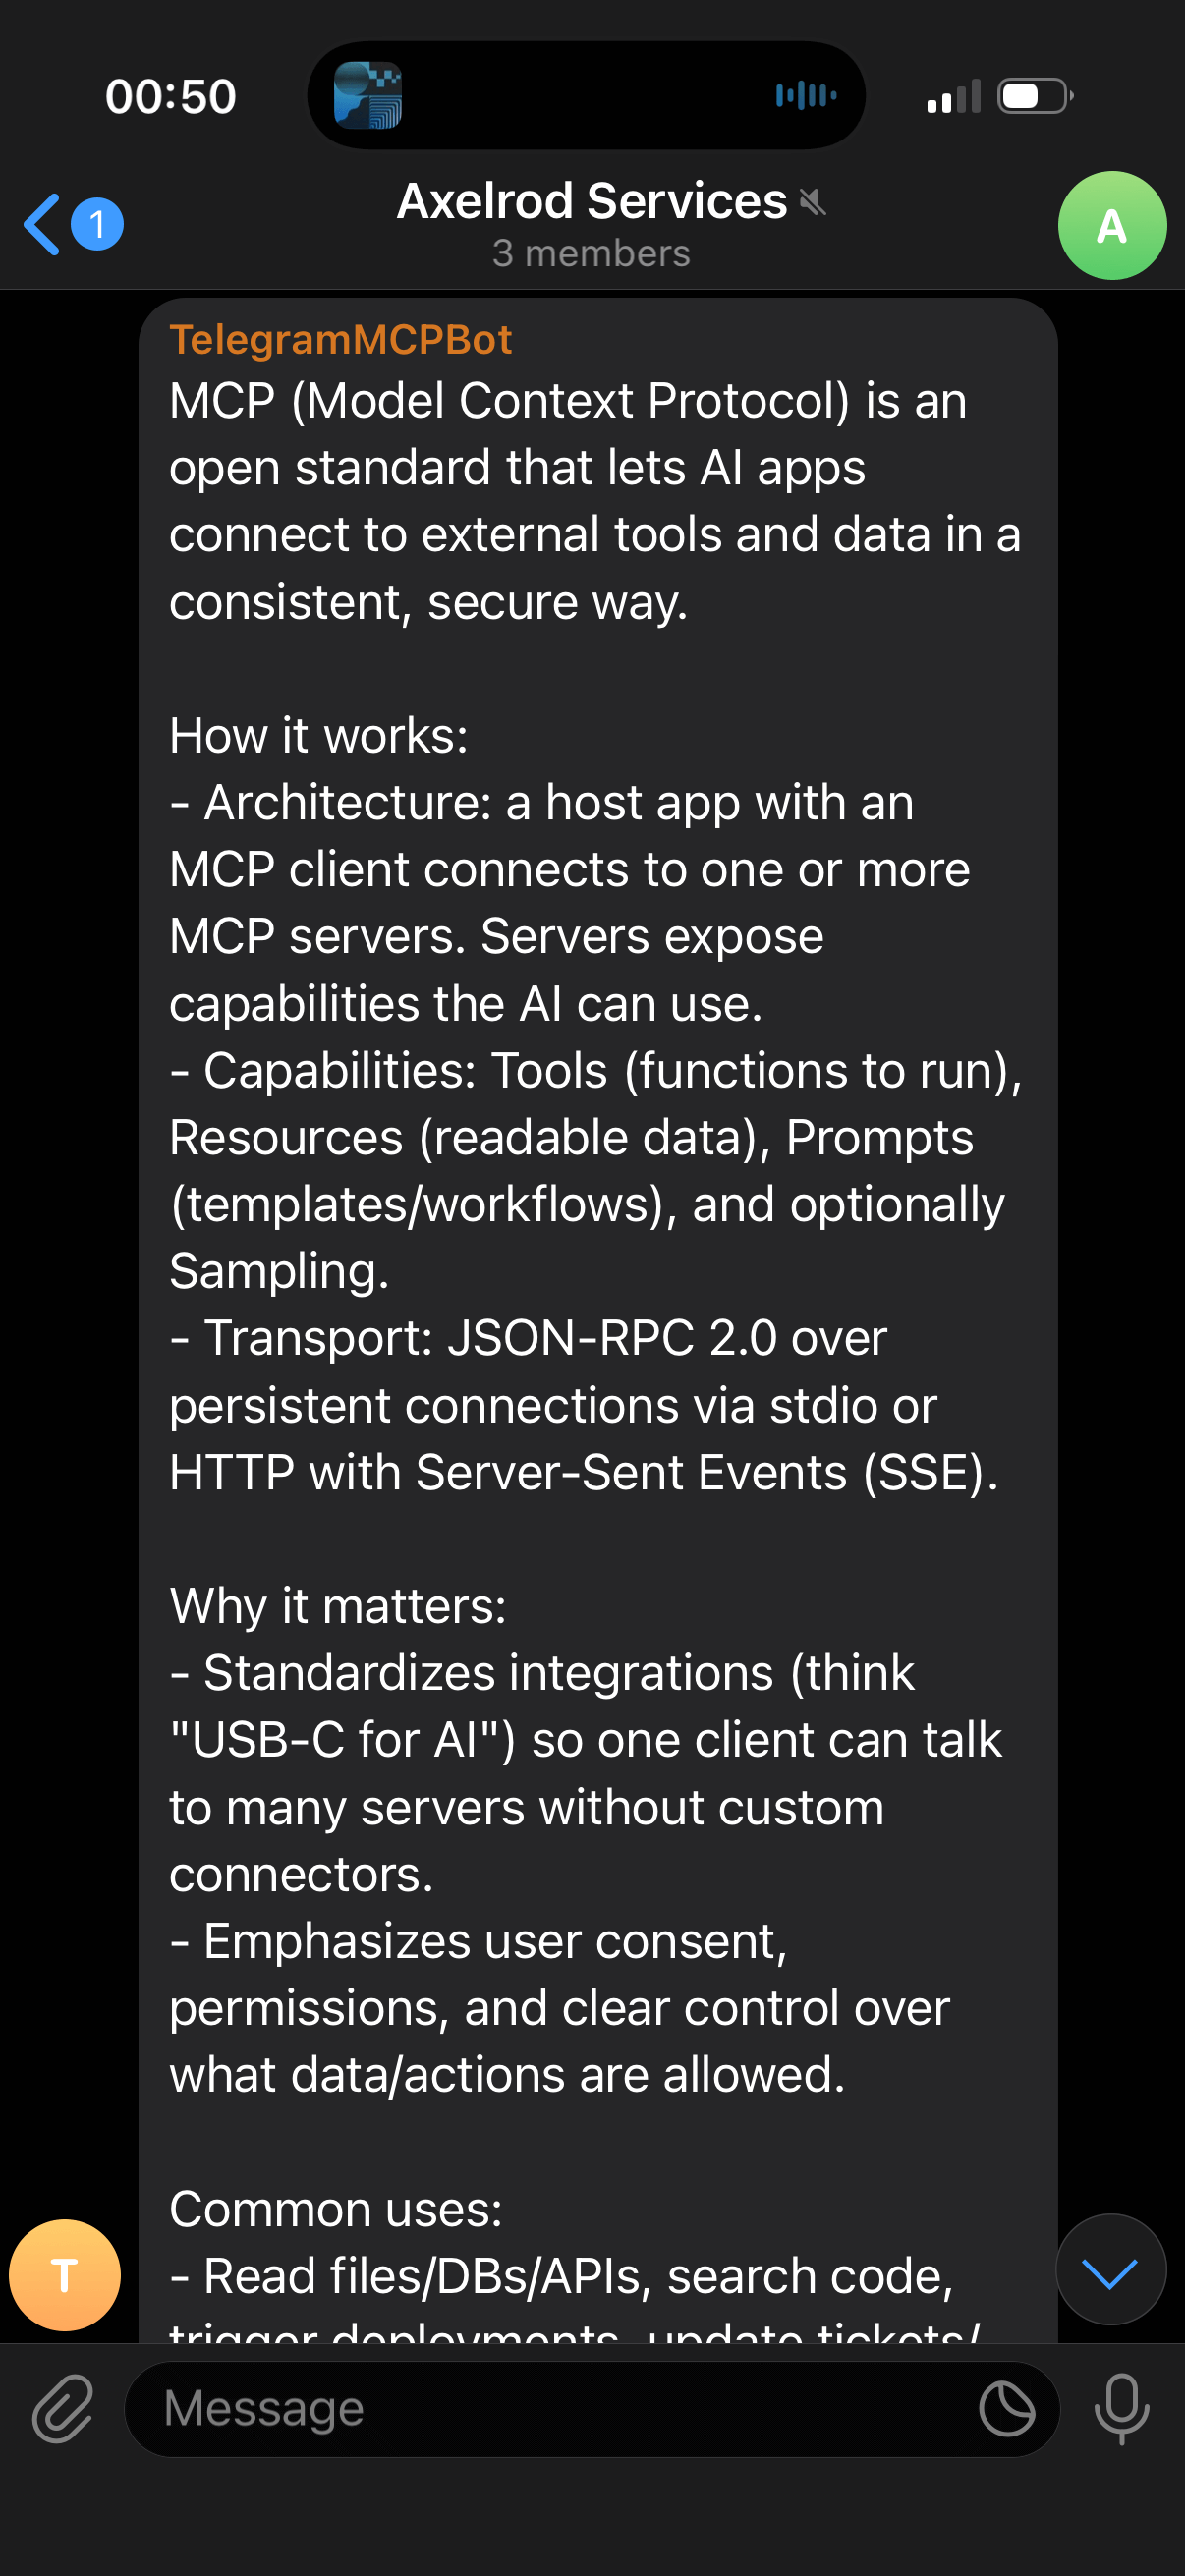 00:50
1
Axelrod Services
3 members
A
TelegramMCPBot
MCP (Model Context Protocol) is an
open standard that lets AI apps
connect to external tools and data in a
consistent, secure way.
How it works:
- Architecture: a host app with an
MCP client connects to one or more
MCP servers. Servers expose
capabilities the AI can use.
- Capabilities: Tools (functions to run),
Resources (readable data), Prompts
(templates/workflows), and optionally
Sampling.
- Transport: JSON-RPC 2.0 over
persistent connections via stdio or
HTTP with Server-Sent Events (SSE).
Why it matters:
- Standardizes integrations (think
"USB-C for AI") so one client can talk
to many servers without custom
connectors.
- Emphasizes user consent,
permissions, and clear control over
what data/actions are allowed.
Common uses:
- Read files/DBs/APIs, search code,
trigger deployments, update tickets/
T
Message